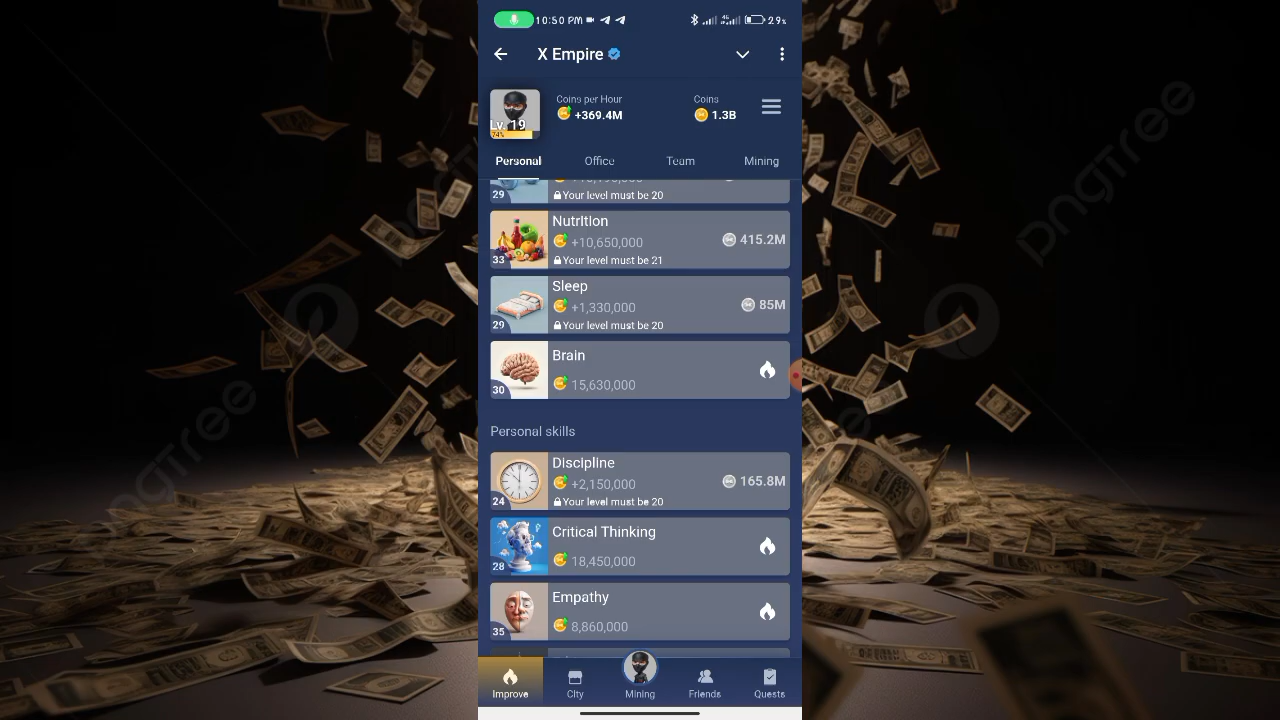 10:50 PM
4G
29%
X Empire
Coins per Hour
+369.4M
Coins
1.3B
Lv. 19
74%
Personal
Office
Team
Mining
29
Your level must be 20
Nutrition
+10,650,000
415.2M
33
Your level must be 21
Sleep
+1,330,000
85M
29
Your level must be 20
Brain
15,630,000
30
Personal skills
Discipline
+2,150,000
165.8M
24
Your level must be 20
Critical Thinking
18,450,000
28
Empathy
8,860,000
35
Improve
City
Mining
Friends
Quests
pngtree
pngtree